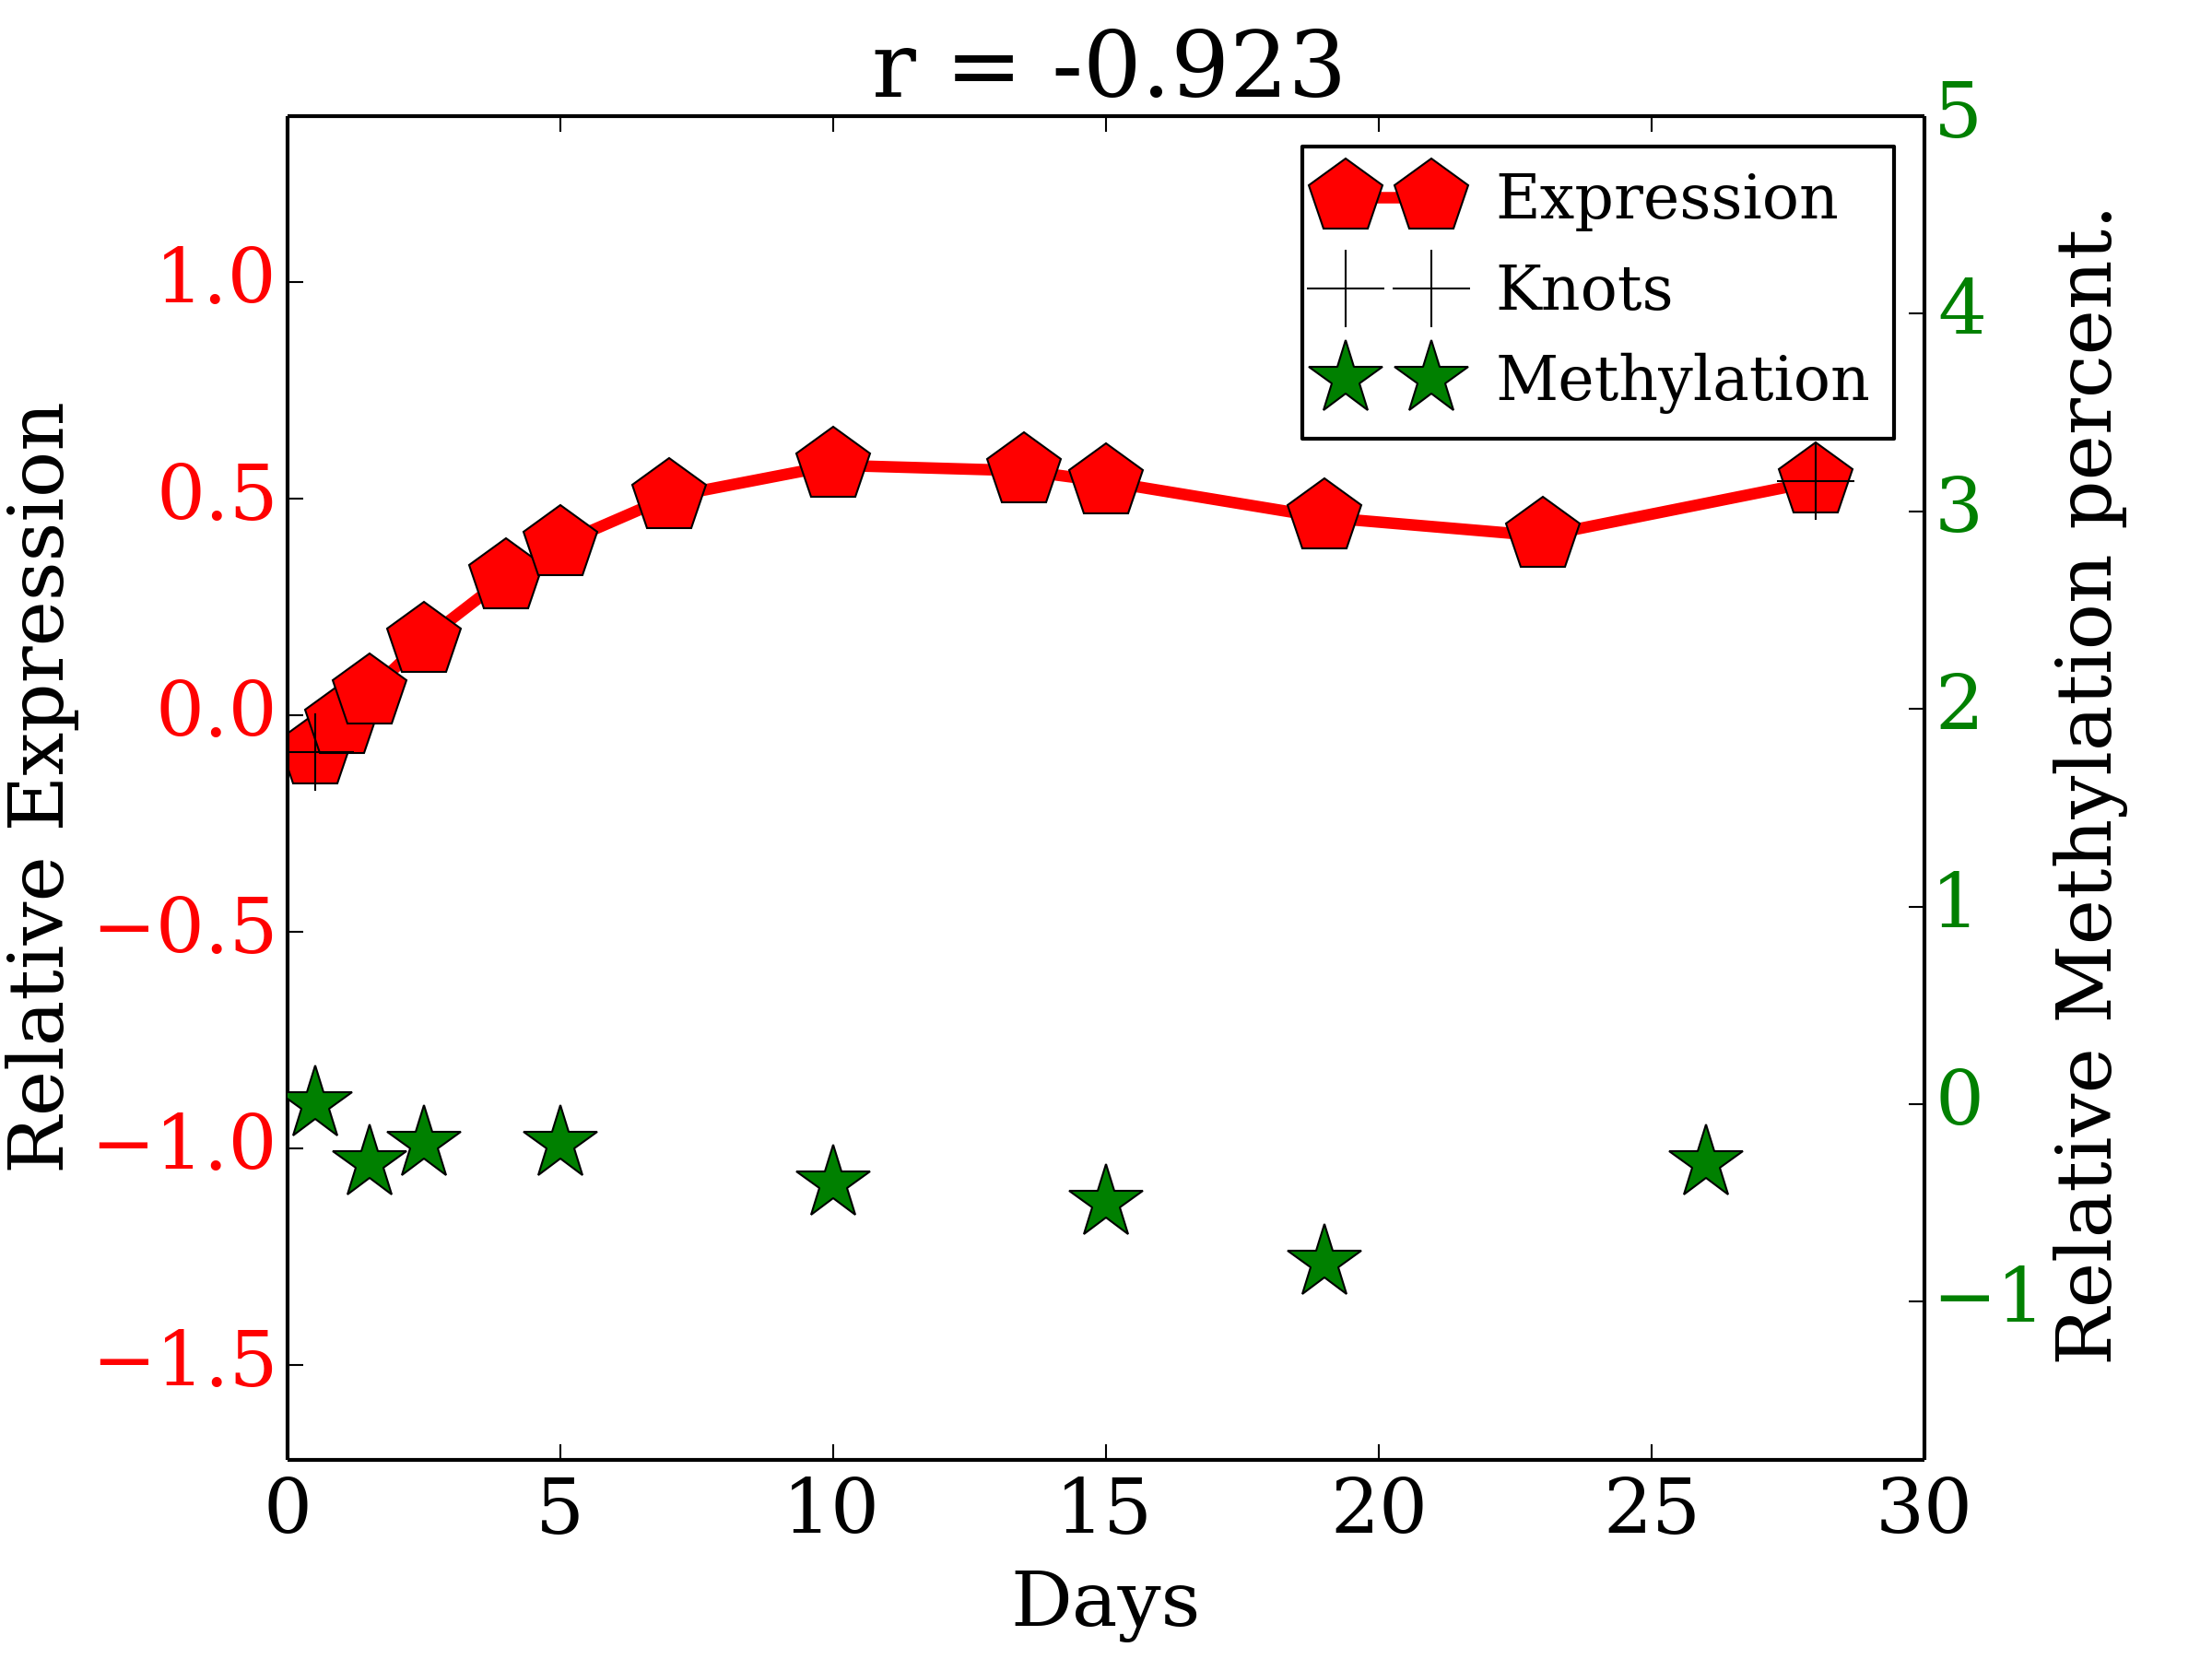 r = -0.923
Expression
Knots
Methylation
1.0
0.5
0.0
−0.5
−1.0
−1.5
Relative Expression
5
4
3
2
1
0
−1
Relative Methylation percent.
0 5 10 15 20 25 30
Days